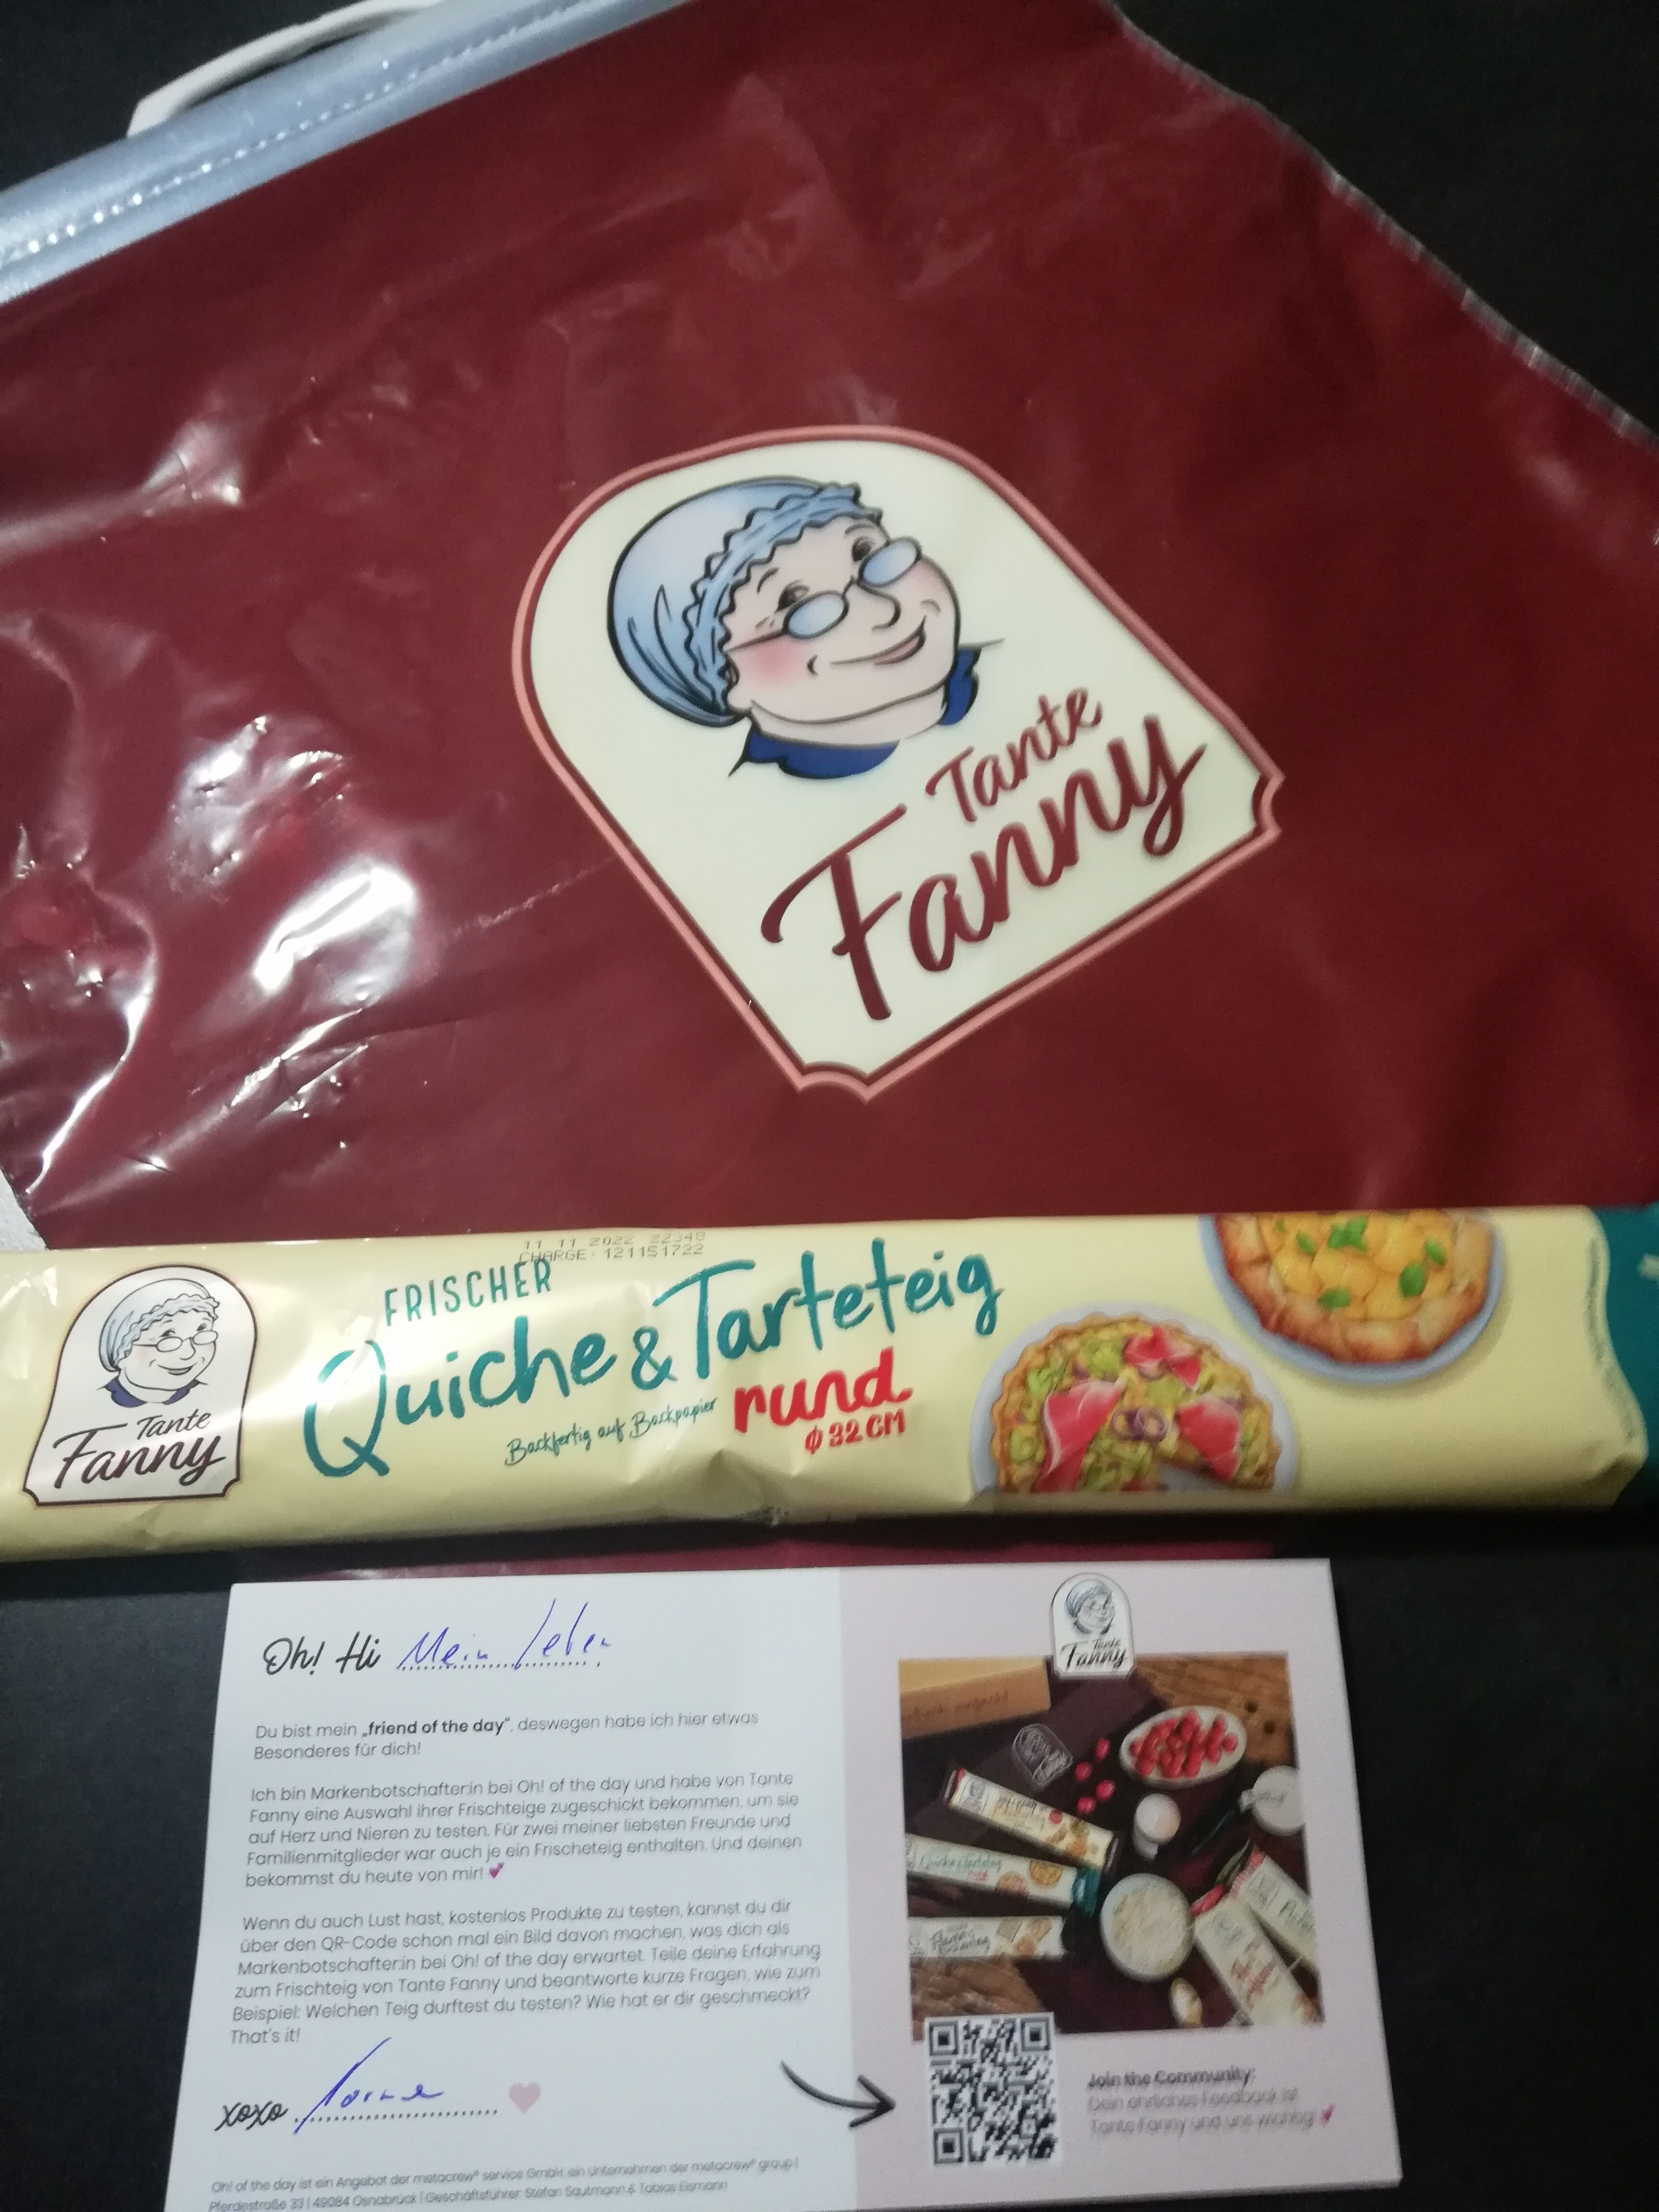 Tante
Fanny
11 11 2022 22348
CHARGE: 121151722
FRISCHER
Quiche & Tarteteig
rund
Backfertig auf Backpapier
Ø 32 CM
Tante
Fanny
Oh! Hi Mein Leben
Du bist mein „friend of the day“, deswegen habe ich hier etwas
Besonderes für dich!
Ich bin Markenbotschafter:in bei Oh! of the day und habe von Tante
Fanny eine Auswahl ihrer Frischteige zugeschickt bekommen, um sie
auf Herz und Nieren zu testen. Für zwei meiner liebsten Freunde und
Familienmitglieder war auch je ein Frischeteig enthalten. Und deinen
bekommst du heute von mir!
Wenn du auch Lust hast, kostenlos Produkte zu testen, kannst du dir
über den QR-Code schon mal ein Bild davon machen, was dich als
Markenbotschafter:in bei Oh! of the day erwartet. Teile deine Erfahrung
zum Frischteig von Tante Fanny und beantworte kurze Fragen, wie zum
Beispiel: Welchen Teig durftest du testen? Wie hat er dir geschmeckt?
That's it!
xoxo
Oh! of the day ist ein Angebot der metacrew® service GmbH, ein Unternehmen der metacrew® group |
Pferdestraße 33 | 49084 Osnabrück | Geschäftsführer: Stefan Sautmann & Tobias Eismann
Tante
Fanny
Quiche & Tarteteig
Join the Community:
Dein ehrliches Feedback ist
Tante Fanny und uns wichtig!